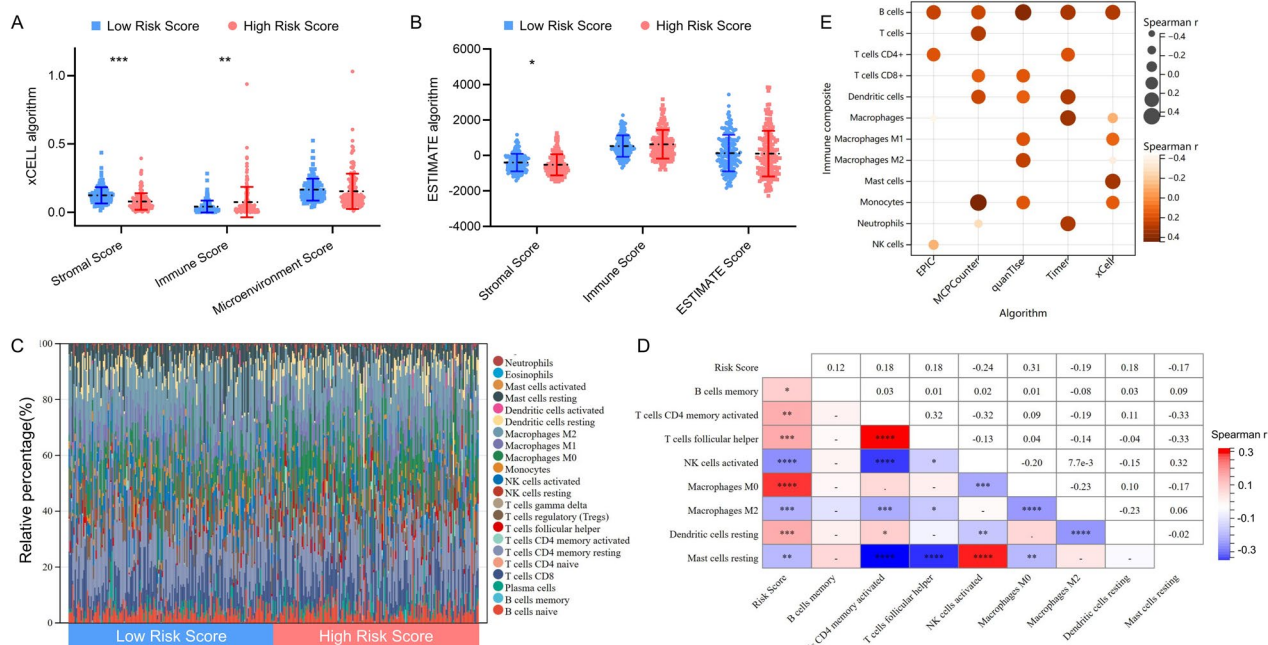 A
Low Risk Score
High Risk Score
xCELL algorithm
1.0
0.5
0.0
***
**
Stromal Score
Immune Score
Microenvironment Score
B
Low Risk Score
High Risk Score
ESTIMATE algorithm
6000
4000
2000
0
-2000
-4000
*
Stromal Score
Immune Score
ESTIMATE Score
E
Immune composite
B cells
T cells
T cells CD4+
T cells CD8+
Dendritic cells
Macrophages
Macrophages M1
Macrophages M2
Mast cells
Monocytes
Neutrophils
NK cells
EPIC
MCPCounter
quanTIse
Timer
xCell
Algorithm
Spearman r
-0.4
-0.2
0.0
0.2
0.4
Spearman r
-0.4
-0.2
0.0
0.2
0.4
C
Relative percentage(%)
100
80
60
40
20
0
Low Risk Score
High Risk Score
Neutrophils
Eosinophils
Mast cells activated
Mast cells resting
Dendritic cells activated
Dendritic cells resting
Macrophages M2
Macrophages M1
Macrophages M0
Monocytes
NK cells activated
NK cells resting
T cells gamma delta
T cells regulatory (Tregs)
T cells follicular helper
T cells CD4 memory activated
T cells CD4 memory resting
T cells CD4 naive
T cells CD8
Plasma cells
B cells memory
B cells naive
D
Risk Score 0.12 0.18 0.18 -0.24 0.31 -0.19 0.18 -0.17
B cells memory * 0.03 0.01 0.02 0.01 -0.08 0.03 0.09
T cells CD4 memory activated ** - 0.32 -0.32 0.09 -0.19 0.11 -0.33
T cells follicular helper *** - **** -0.13 0.04 -0.14 -0.04 -0.33
NK cells activated **** - **** * -0.20 7.7e-3 -0.15 0.32
Macrophages M0 **** - - - *** -0.23 0.10 -0.17
Macrophages M2 *** - *** * - **** -0.23 0.06
Dendritic cells resting *** - * - ** - **** -0.02
Mast cells resting ** - **** **** **** ** - -
Risk Score
B cells memory
CD4 memory activated
T cells follicular helper
NK cells activated
Macrophages M0
Macrophages M2
Dendritic cells resting
Mast cells resting
Spearman r
0.3
0.1
-0.1
-0.3